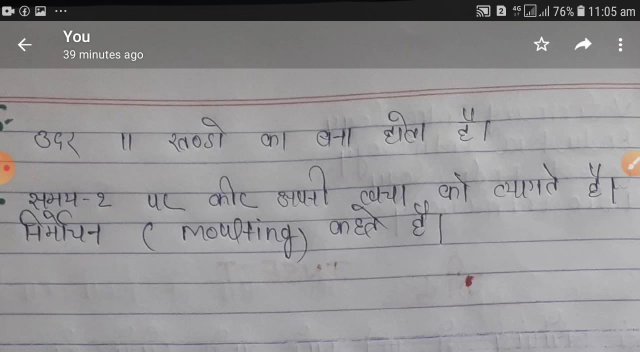 4G 76% 11:05 am
You
39 minutes ago
उदर 11 खण्डो का बना होता है।
समय-2 पर कीट अपनी त्वचा को त्यागते है।
निर्मोचन ( moulting) कहते है।